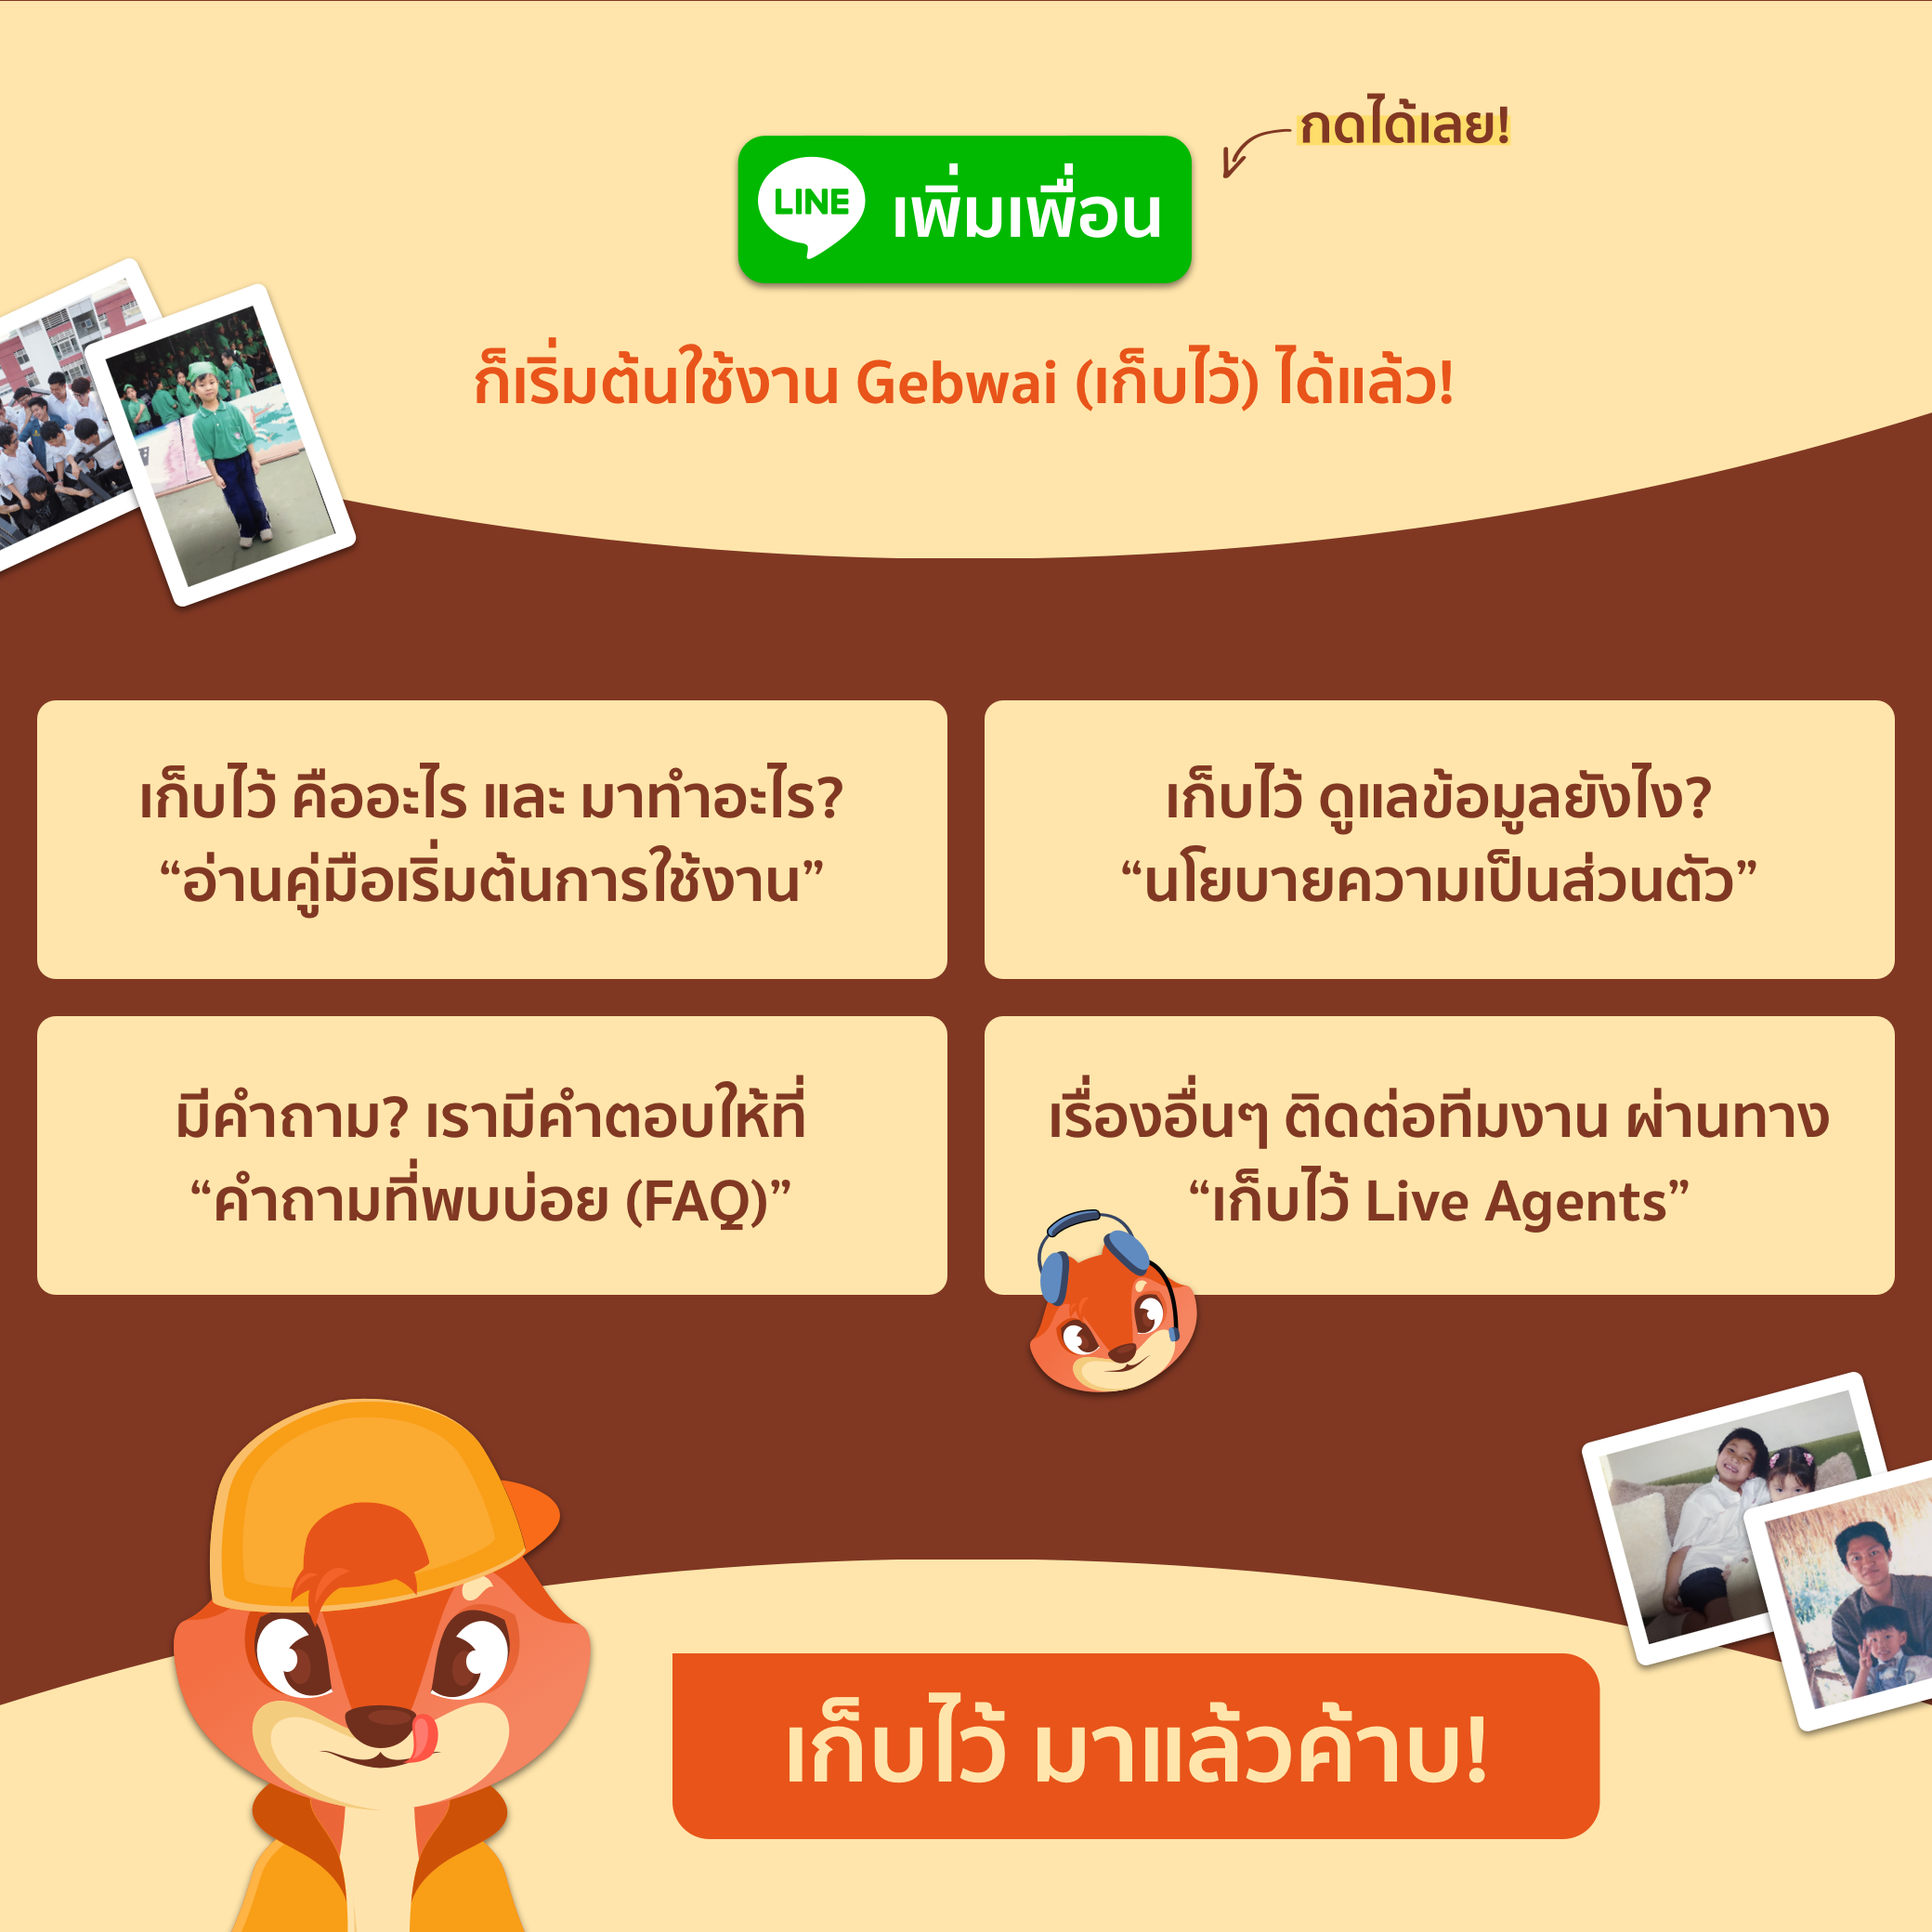 กดได้เลย!
LINE เพิ่มเพื่อน
ก็เริ่มต้นใช้งาน Gebwai (เก็บไว้) ได้แล้ว!
เก็บไว้ คืออะไร และ มาทำอะไร?
“อ่านคู่มือเริ่มต้นการใช้งาน”
เก็บไว้ ดูแลข้อมูลยังไง?
“นโยบายความเป็นส่วนตัว”
มีคำถาม? เรามีคำตอบให้ที่
“คำถามที่พบบ่อย (FAQ)”
เรื่องอื่นๆ ติดต่อทีมงาน ผ่านทาง
“เก็บไว้ Live Agents”
เก็บไว้ มาแล้วค้าบ!